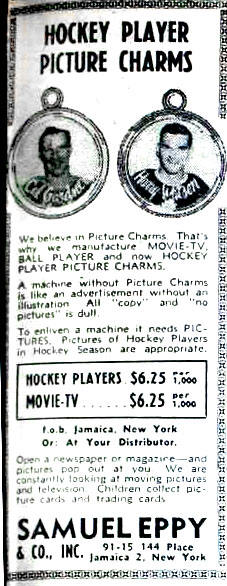 HOCKEY PLAYER
PICTURE CHARMS
We believe in Picture Charms. That's
why we manufacture MOVIE-TV,
BALL PLAYER and now HOCKEY
PLAYER PICTURE CHARMS.
A machine without Picture Charms
is like an advertisement without an
illustration All "copy" and "no
pictures" is dull.
To enliven a machine it needs PIC-
TURES. Pictures of Hockey Players
in Hockey Season are appropriate.
HOCKEY PLAYERS . $6.25 per 1,000
MOVIE-TV ....... $6.25 per 1,000
f.o.b. Jamaica, New York
Or: At Your Distributor.
Open a newspaper or magazine—and
pictures pop out at you. We are
constantly looking at moving pictures
and television. Children collect pic-
ture cards and trading cards.
SAMUEL EPPY
& CO., INC. 91-15 144 Place
Jamaica 2, New York